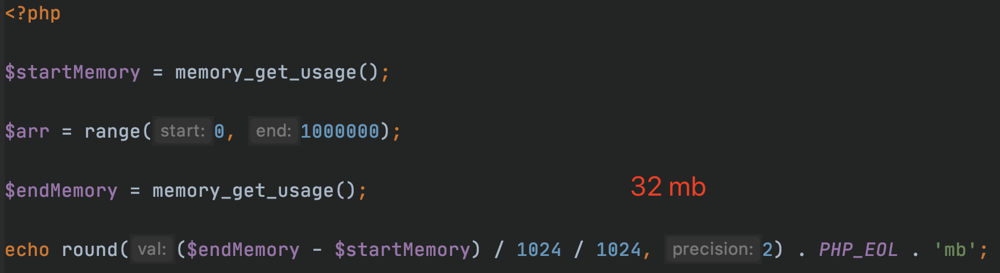 <?php
$startMemory = memory_get_usage();
$arr = range( start: 0, end: 1000000);
$endMemory = memory_get_usage();
32 mb
echo round( val: ($endMemory - $startMemory) / 1024 / 1024, precision: 2) . PHP_EOL . 'mb';